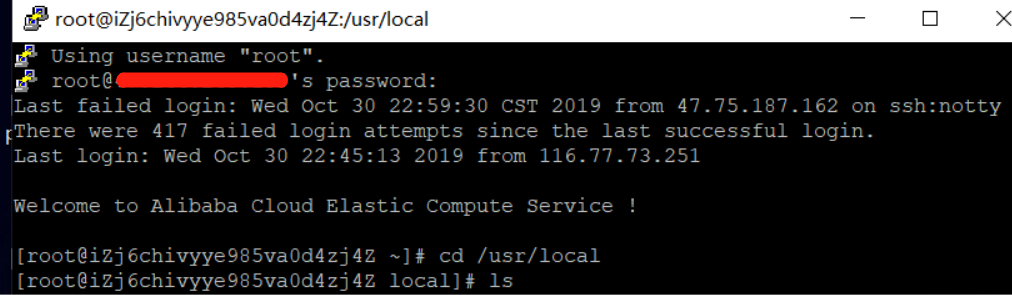 root@iZj6chivyye985va0d4zj4Z:/usr/local
Using username "root".
root@ 's password:
Last failed login: Wed Oct 30 22:59:30 CST 2019 from 47.75.187.162 on ssh:notty
There were 417 failed login attempts since the last successful login.
Last login: Wed Oct 30 22:45:13 2019 from 116.77.73.251
Welcome to Alibaba Cloud Elastic Compute Service !
[root@iZj6chivyye985va0d4zj4Z ~]# cd /usr/local
[root@iZj6chivyye985va0d4zj4Z local]# ls